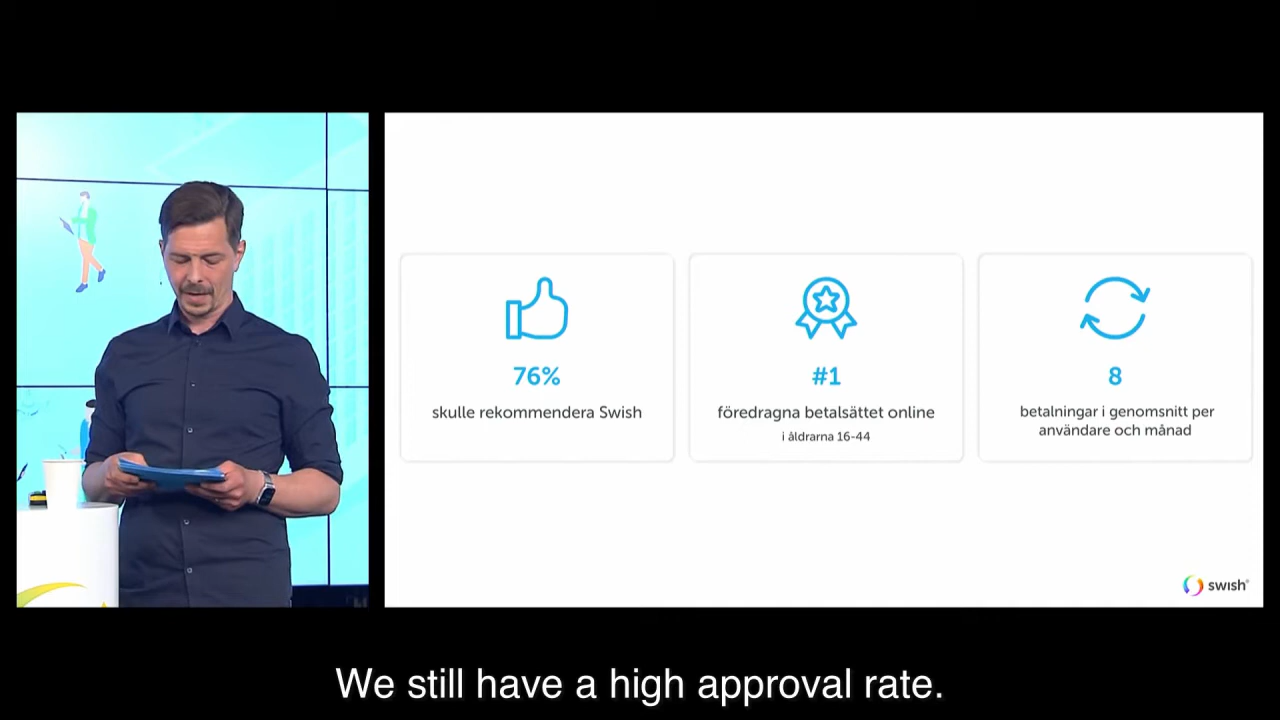 76%
skulle rekommendera Swish
#1
föredragna betalsättet online
i åldrarna 16-44
8
betalningar i genomsnitt per
användare och månad
swish®
We still have a high approval rate.